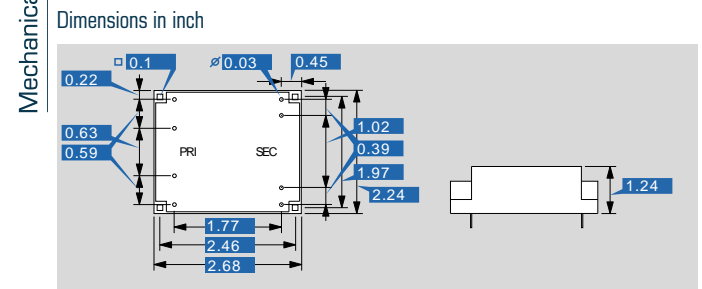 Mechanica
Dimensions in inch
□ 0.1
ø 0.03
0.45
0.22
0.63
0.59
PRI
SEC
1.02
0.39
1.97
2.24
1.77
2.46
2.68
1.24